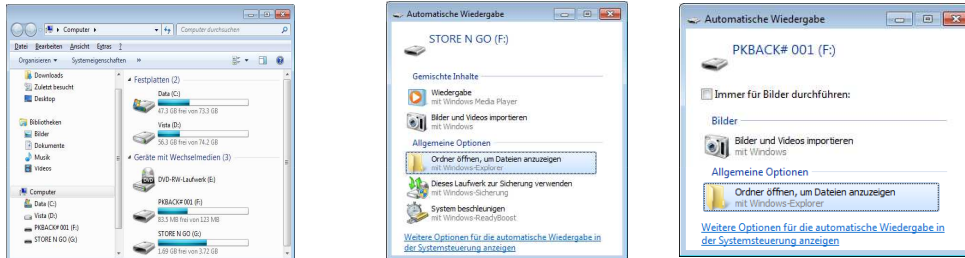 Computer
Computer durchsuchen
Datei Bearbeiten Ansicht Extras ?
Organisieren Systemeigenschaften »
Downloads
Zuletzt besucht
Desktop
Bibliotheken
Bilder
Dokumente
Musik
Videos
Computer
Data (C:)
Vista (D:)
PKBACK# 001 (F:)
STORE N GO (G:)
Festplatten (2)
Data (C:)
47,3 GB frei von 73,3 GB
Vista (D:)
56,3 GB frei von 74,2 GB
Geräte mit Wechselmedien (3)
DVD-RW-Laufwerk (E:)
PKBACK# 001 (F:)
83,5 MB frei von 123 MB
STORE N GO (G:)
1,69 GB frei von 3,72 GB
Automatische Wiedergabe
STORE N GO (F:)
Gemischte Inhalte
Wiedergabe
mit Windows Media Player
Bilder und Videos importieren
mit Windows
Allgemeine Optionen
Ordner öffnen, um Dateien anzuzeigen
mit Windows-Explorer
Dieses Laufwerk zur Sicherung verwenden
mit Windows-Sicherung
System beschleunigen
mit Windows-ReadyBoost
Weitere Optionen für die automatische Wiedergabe in
der Systemsteuerung anzeigen
Automatische Wiedergabe
PKBACK# 001 (F:)
Immer für Bilder durchführen:
Bilder
Bilder und Videos importieren
mit Windows
Allgemeine Optionen
Ordner öffnen, um Dateien anzuzeigen
mit Windows-Explorer
Weitere Optionen für die automatische Wiedergabe in
der Systemsteuerung anzeigen